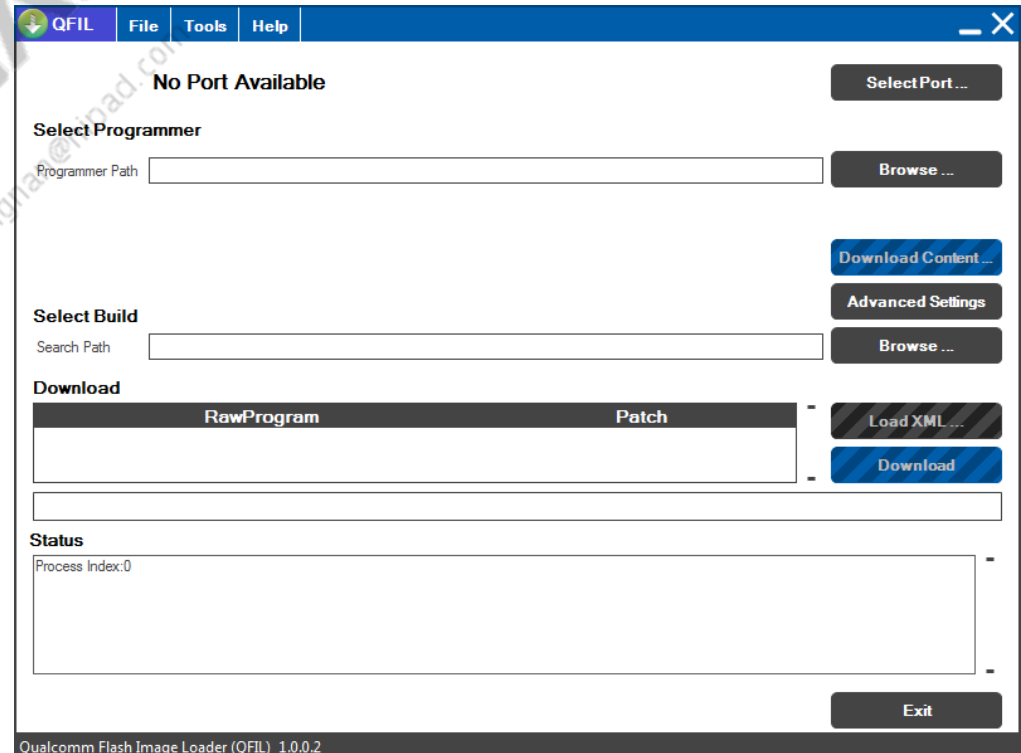 QFIL File Tools Help
No Port Available
Select Port ...
Select Programmer
Programmer Path
Browse ...
Download Content ...
Advanced Settings
Select Build
Search Path
Browse ...
Download
RawProgram Patch
Load XML ...
Download
Status
Process Index:0
Exit
Qualcomm Flash Image Loader (QFIL) 1.0.0.2